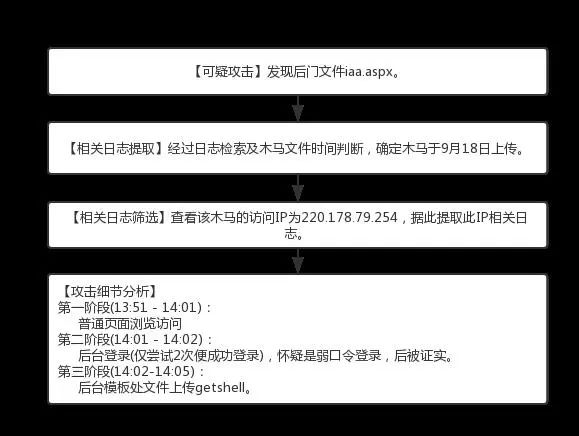 【可疑攻击】发现后门文件iaa.aspx。
【相关日志提取】经过日志检索及木马文件时间判断，确定木马于9月18日上传。
【相关日志筛选】查看该木马的访问IP为220.178.79.254，据此提取此IP相关日
志。
【攻击细节分析】
第一阶段(13:51 - 14:01)：
普通页面浏览访问
第二阶段(14:01 - 14:02)：
后台登录(仅尝试2次便成功登录)，怀疑是弱口令登录，后被证实。
第三阶段(14:02-14:05)：
后台模板处文件上传getshell。